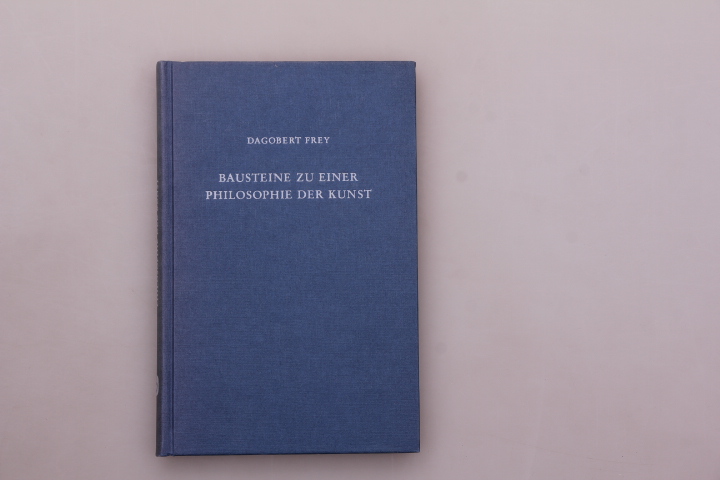 DAGOBERT FREY
BAUSTEINE ZU EINER
PHILOSOPHIE DER KUNST